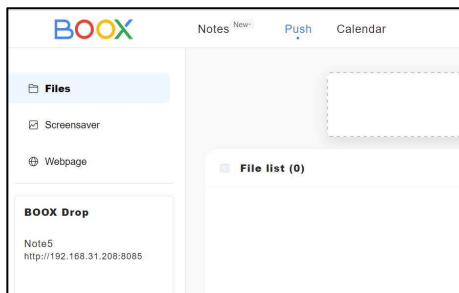 BOOX
Notes New+ Push Calendar
Files
Screensaver
Webpage
File list (0)
BOOX Drop
Note5
http://192.168.31.208:8085